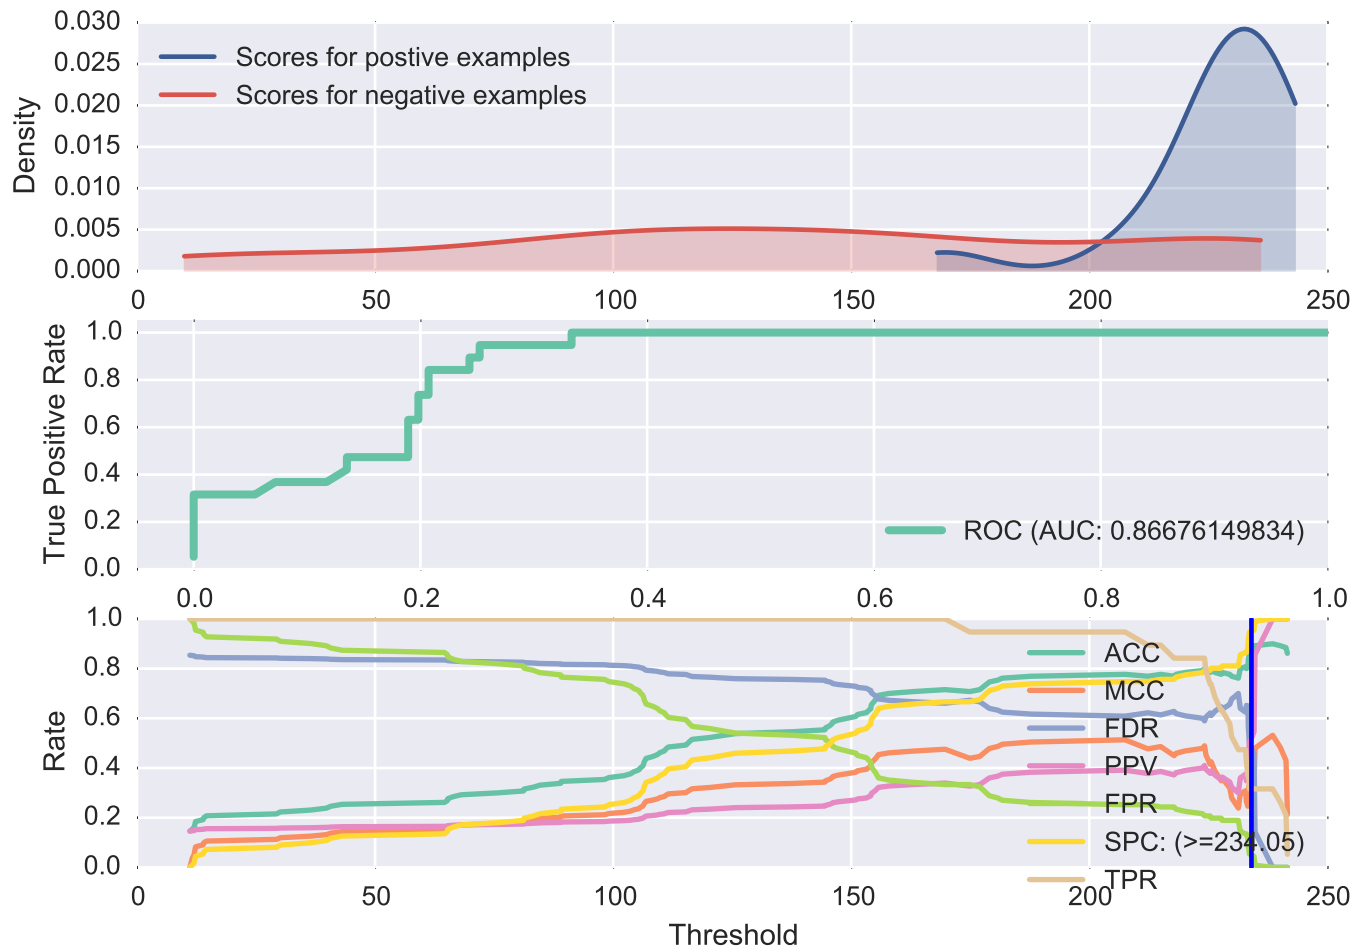 0.030
0.025
0.020
0.015
0.010
0.005
0.000
Density
Scores for postive examples
Scores for negative examples
0 50 100 150 200 250
1.0
0.8
0.6
0.4
0.2
0.0
True Positive Rate
ROC (AUC: 0.86676149834)
0.0 0.2 0.4 0.6 0.8 1.0
1.0
0.8
0.6
0.4
0.2
0.0
Rate
ACC
MCC
FDR
PPV
FPR
SPC: (>=234.05)
TPR
0 50 100 150 200 250
Threshold